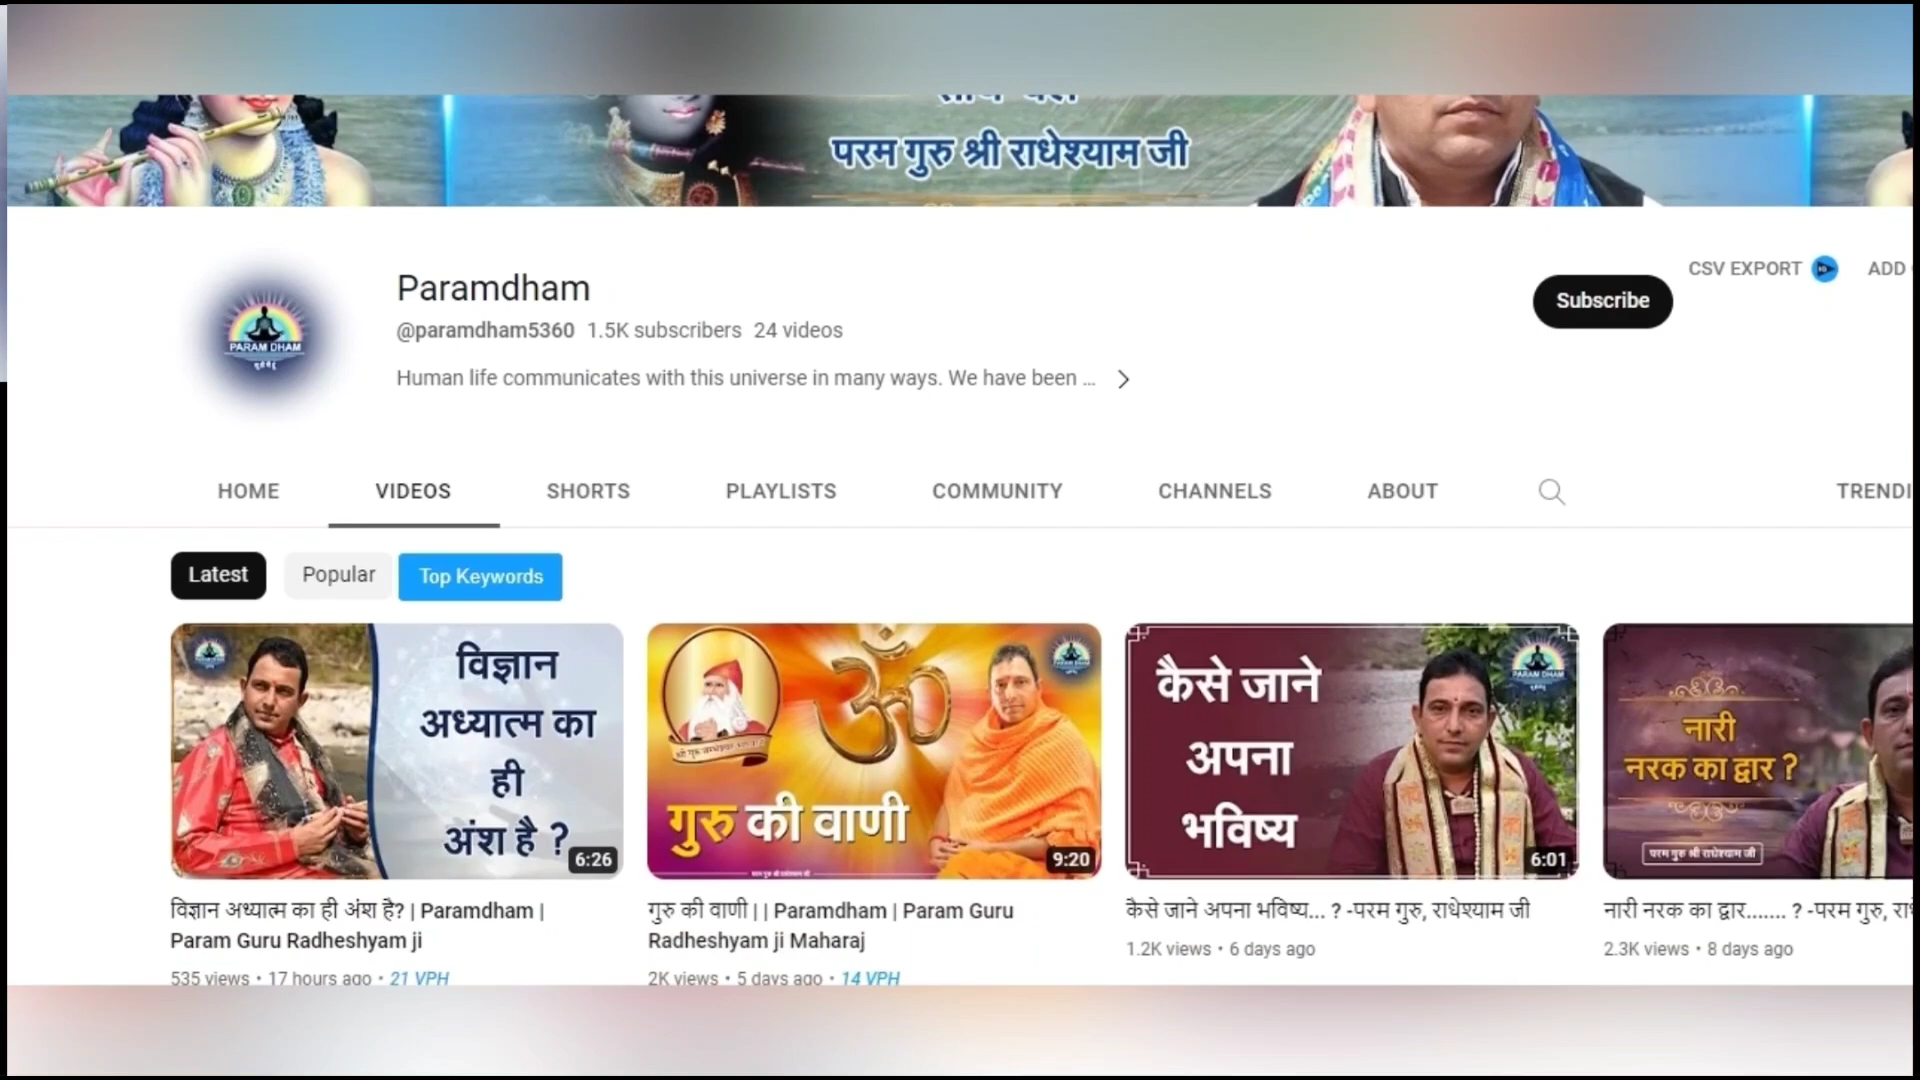 परम गुरु श्री राधेश्याम जी
CSV EXPORT
ADD
Paramdham
Subscribe
@paramdham5360 1.5K subscribers 24 videos
Human life communicates with this universe in many ways. We have been ...
PARAM DHAM
HOME VIDEOS SHORTS PLAYLISTS COMMUNITY CHANNELS ABOUT TRENDI
Latest Popular Top Keywords
विज्ञान
अध्यात्म का
ही
अंश है ?
6:26
गुरु की वाणी
9:20
कैसे जाने
अपना
भविष्य
PARAM DHAM
6:01
नारी
नरक का द्वार ?
परम गुरु श्री राधेश्याम जी
विज्ञान अध्यात्म का ही अंश है? | Paramdham |
Param Guru Radheshyam ji
535 views • 17 hours ago • 21 VPH
गुरु की वाणी | | Paramdham | Param Guru
Radheshyam ji Maharaj
2K views • 5 days ago • 14 VPH
कैसे जाने अपना भविष्य... ? -परम गुरु, राधेश्याम जी
1.2K views • 6 days ago
नारी नरक का द्वार....... ? -परम गुरु,
2.3K views • 8 days ago